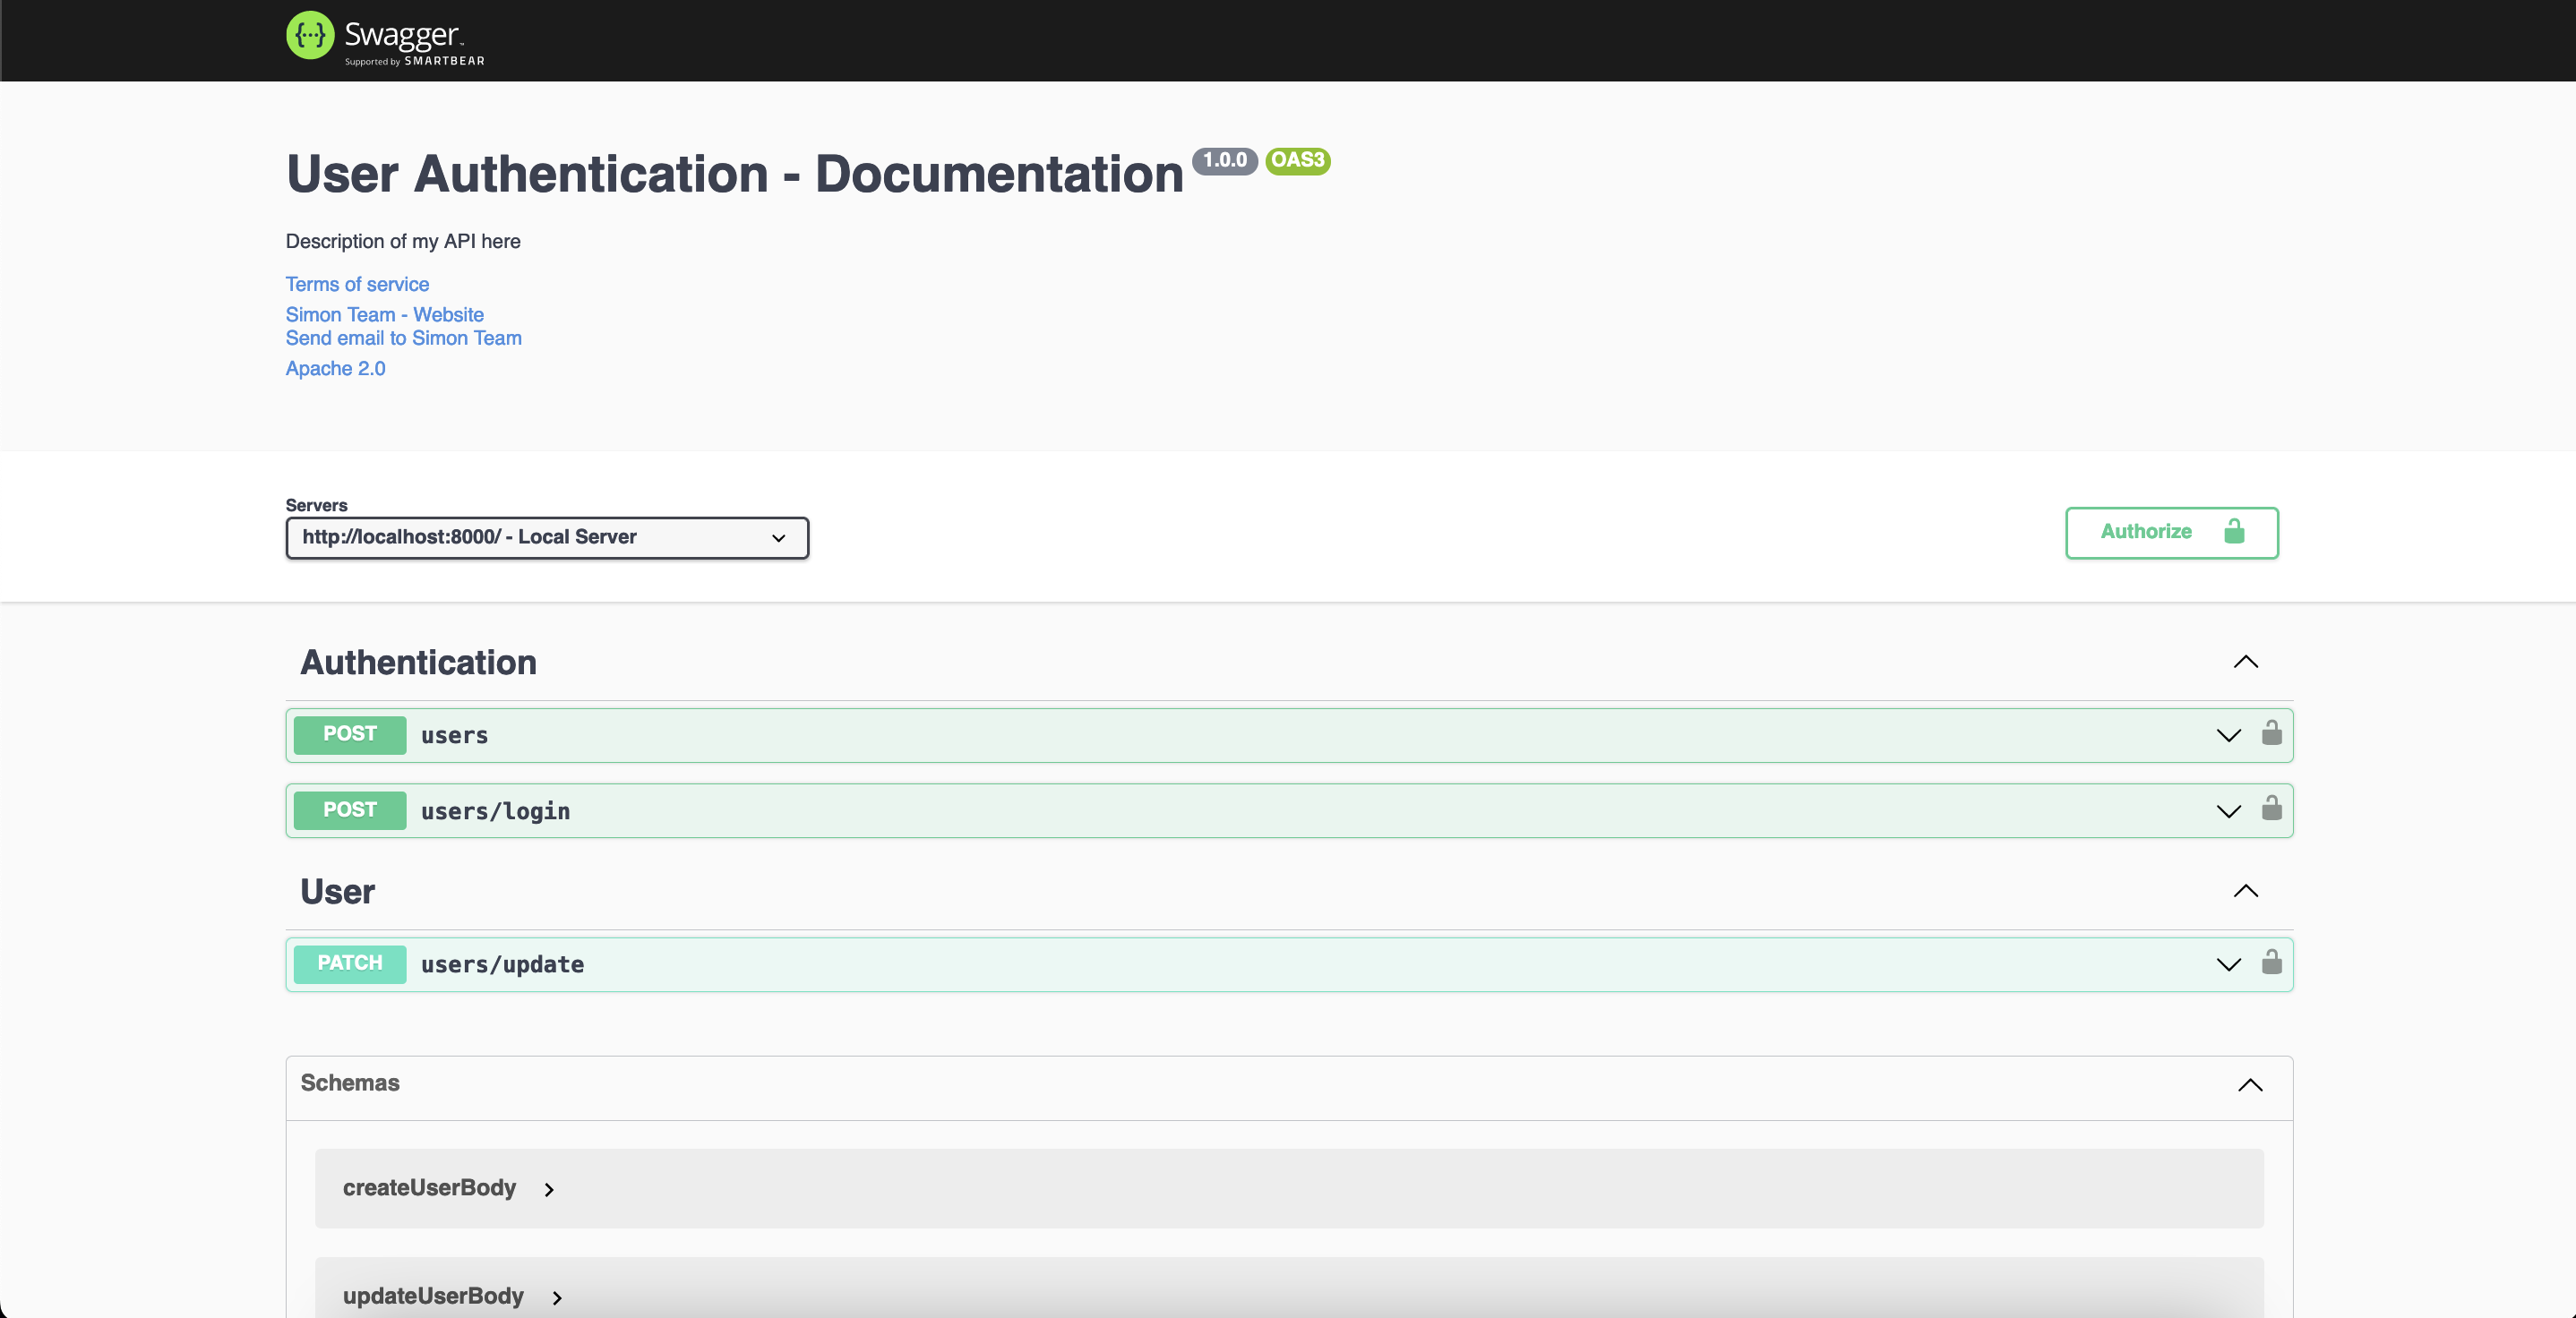 Swagger™
Supported by SMARTBEAR
User Authentication - Documentation 1.0.0 OAS3
Description of my API here
Terms of service
Simon Team - Website
Send email to Simon Team
Apache 2.0
Servers
http://localhost:8000/ - Local Server
Authorize
Authentication
POST users
POST users/login
User
PATCH users/update
Schemas
createUserBody
updateUserBody